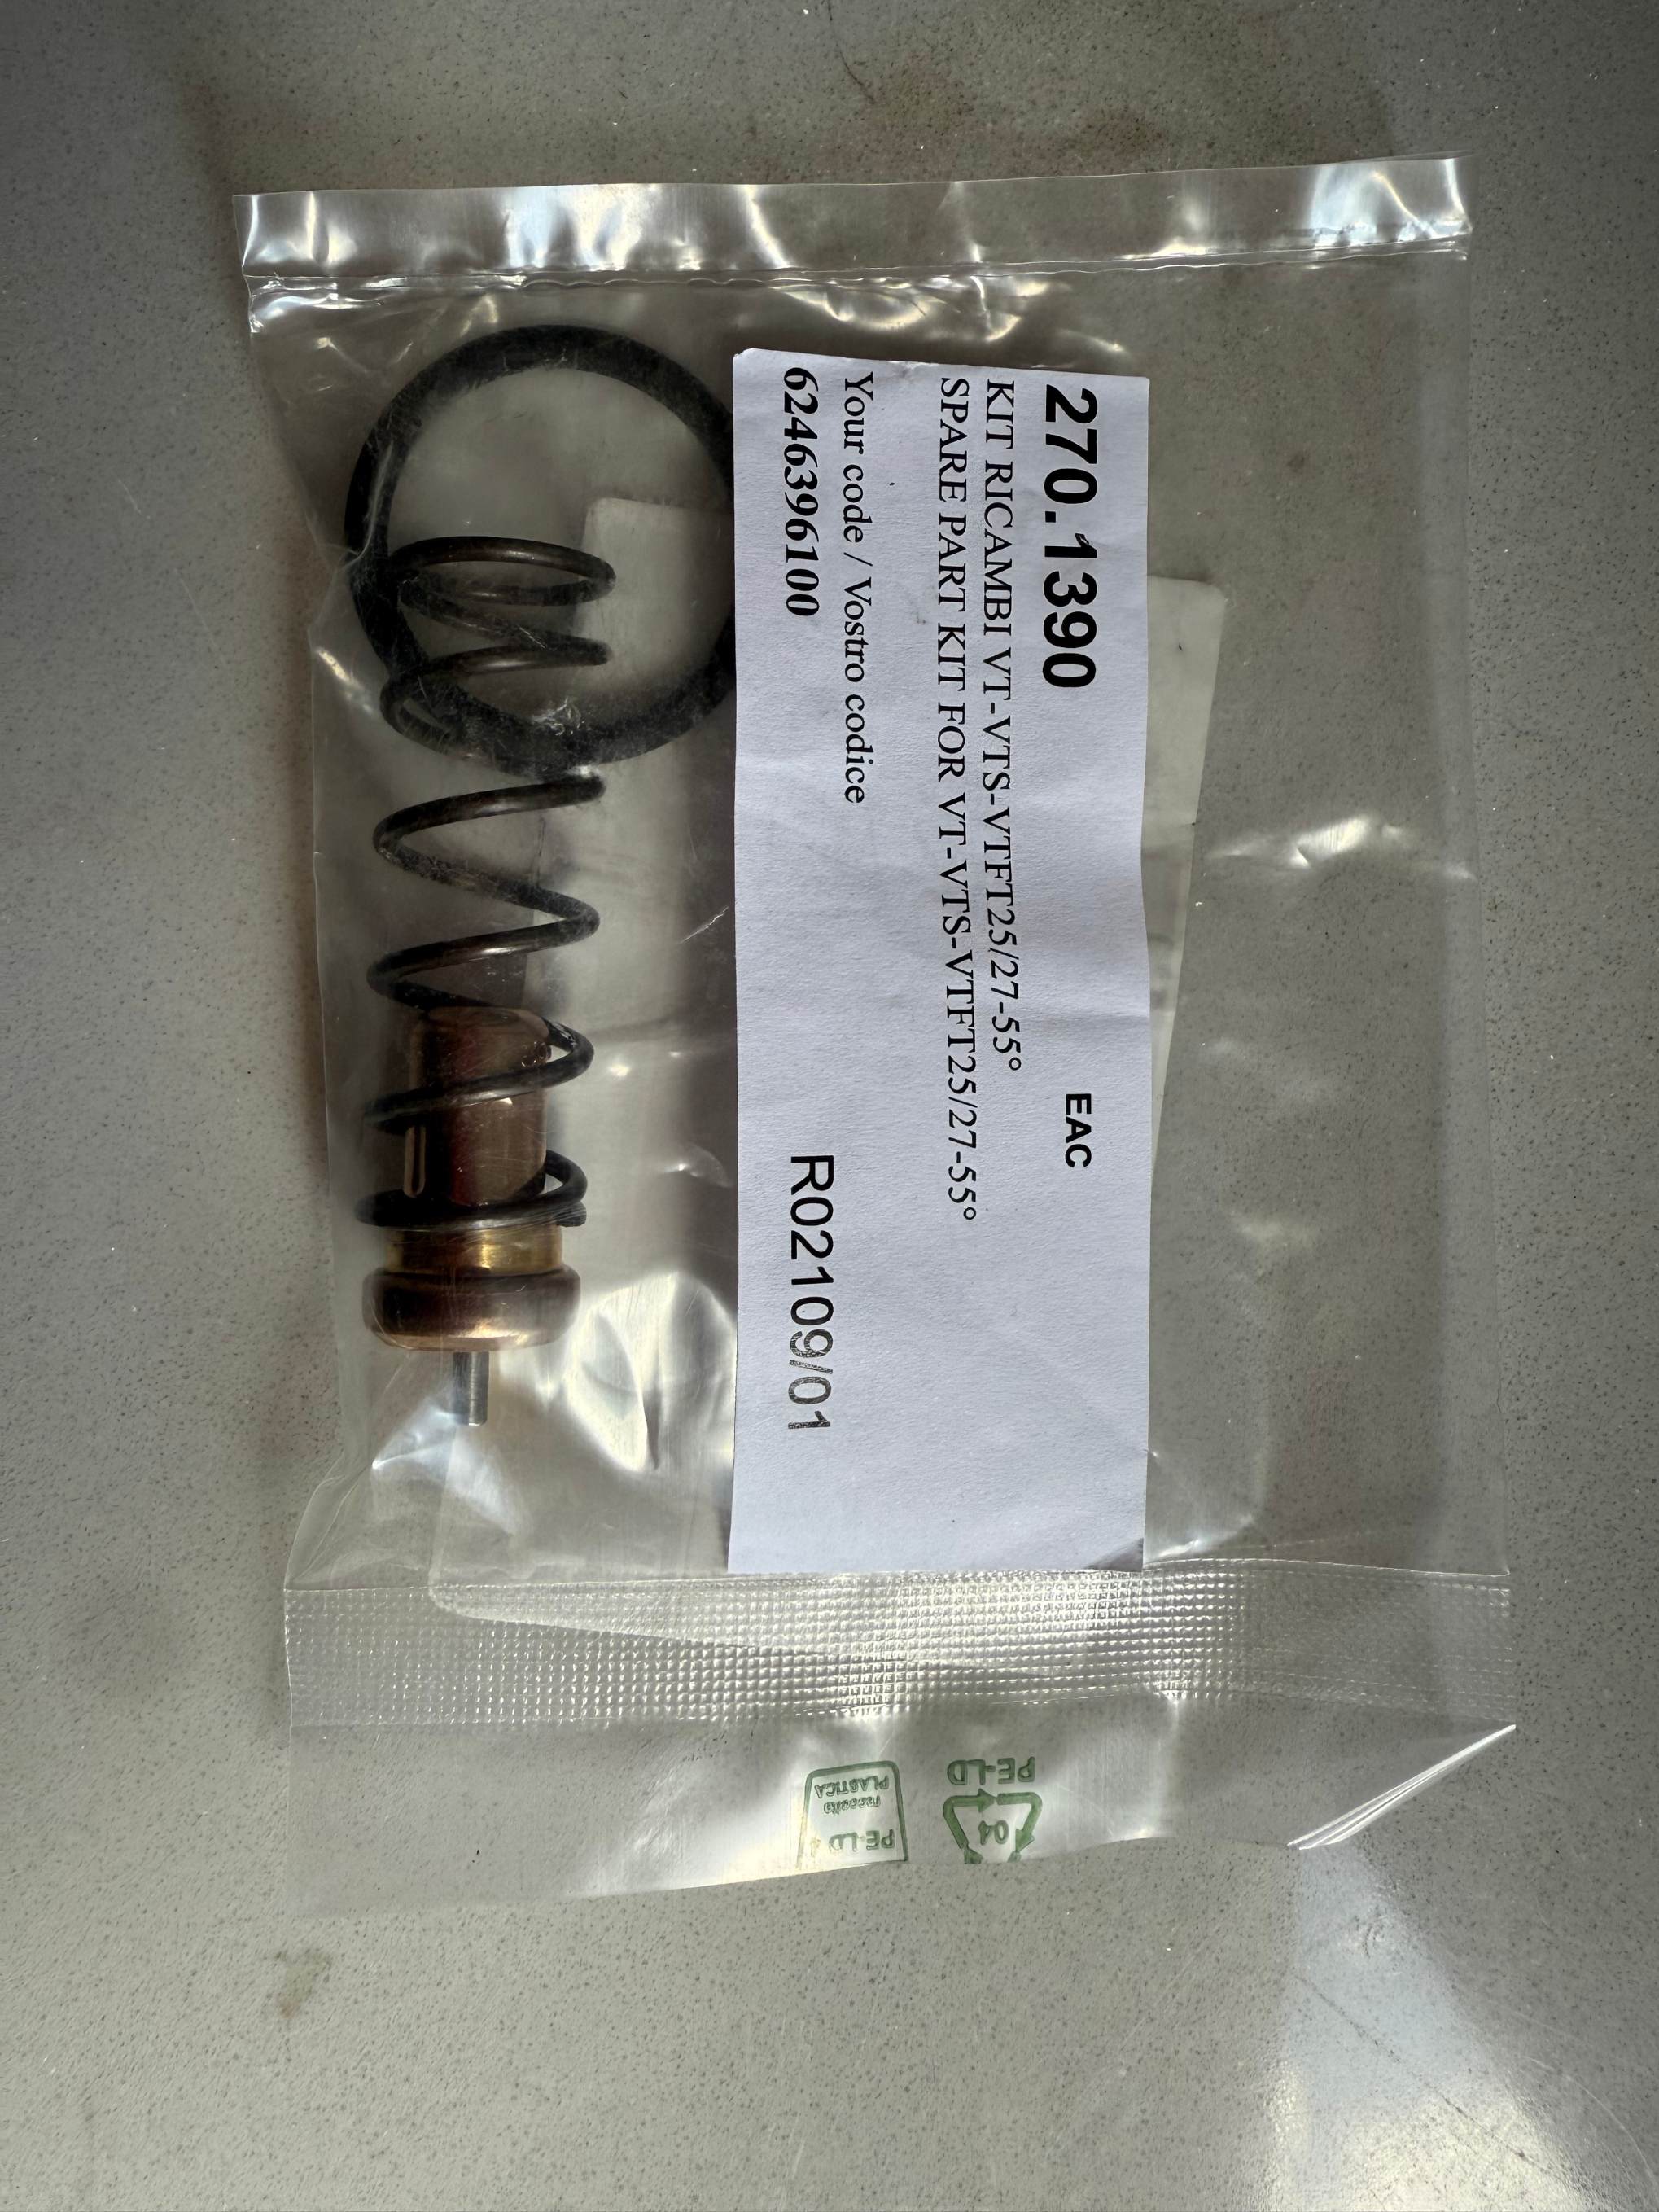 270.1390
EAC
KIT RICAMBI VT-VTS-VTFT25/27-55°
SPARE PART KIT FOR VT-VTS-VTFT25/27-55°
Your code / Vostro codice
6246396100
R02109/01
PE-LD
04
PLASTICA
raccolta
PE-LD